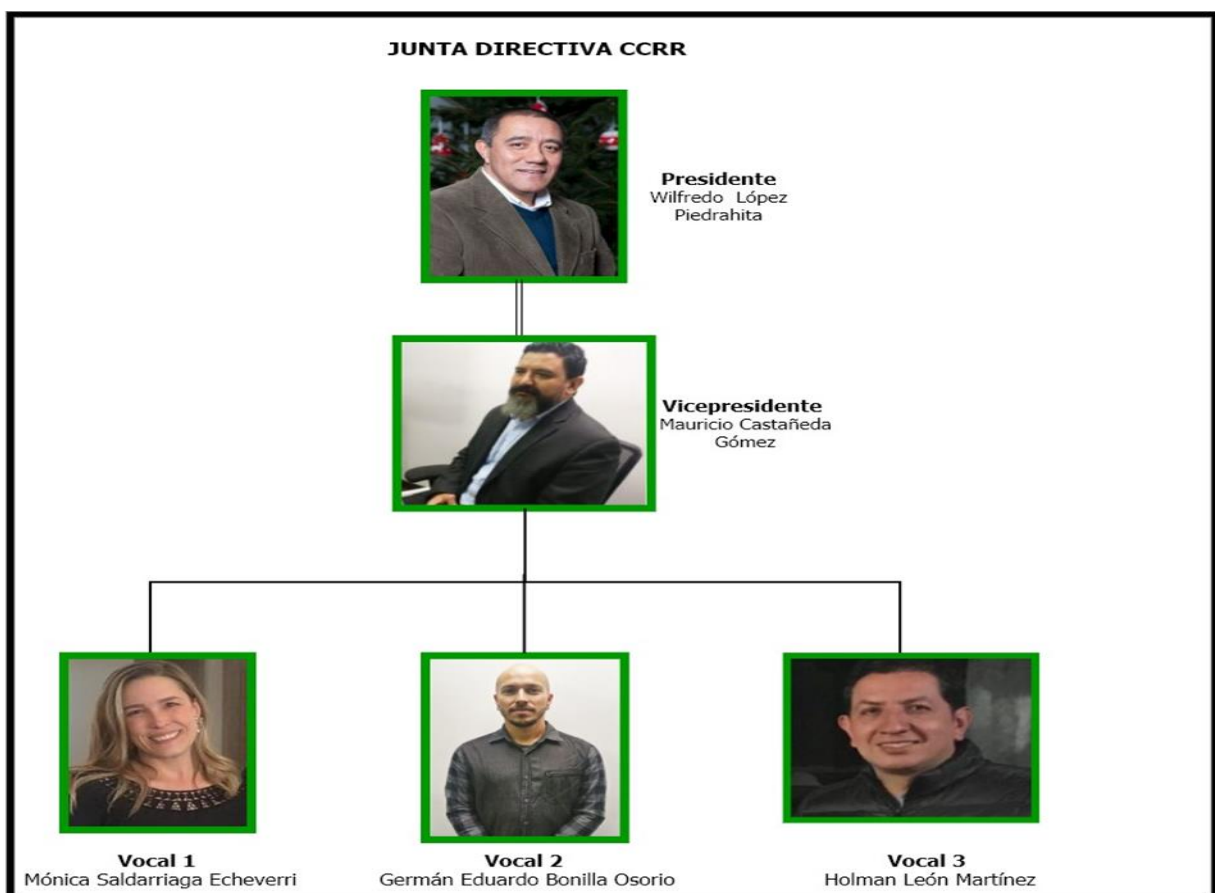 JUNTA DIRECTIVA CCRR
Presidente
Wilfredo López
Piedrahita
Vicepresidente
Mauricio Castañeda
Gómez
Vocal 1
Mónica Saldarriaga Echeverri
Vocal 2
Germán Eduardo Bonilla Osorio
Vocal 3
Holman León Martínez